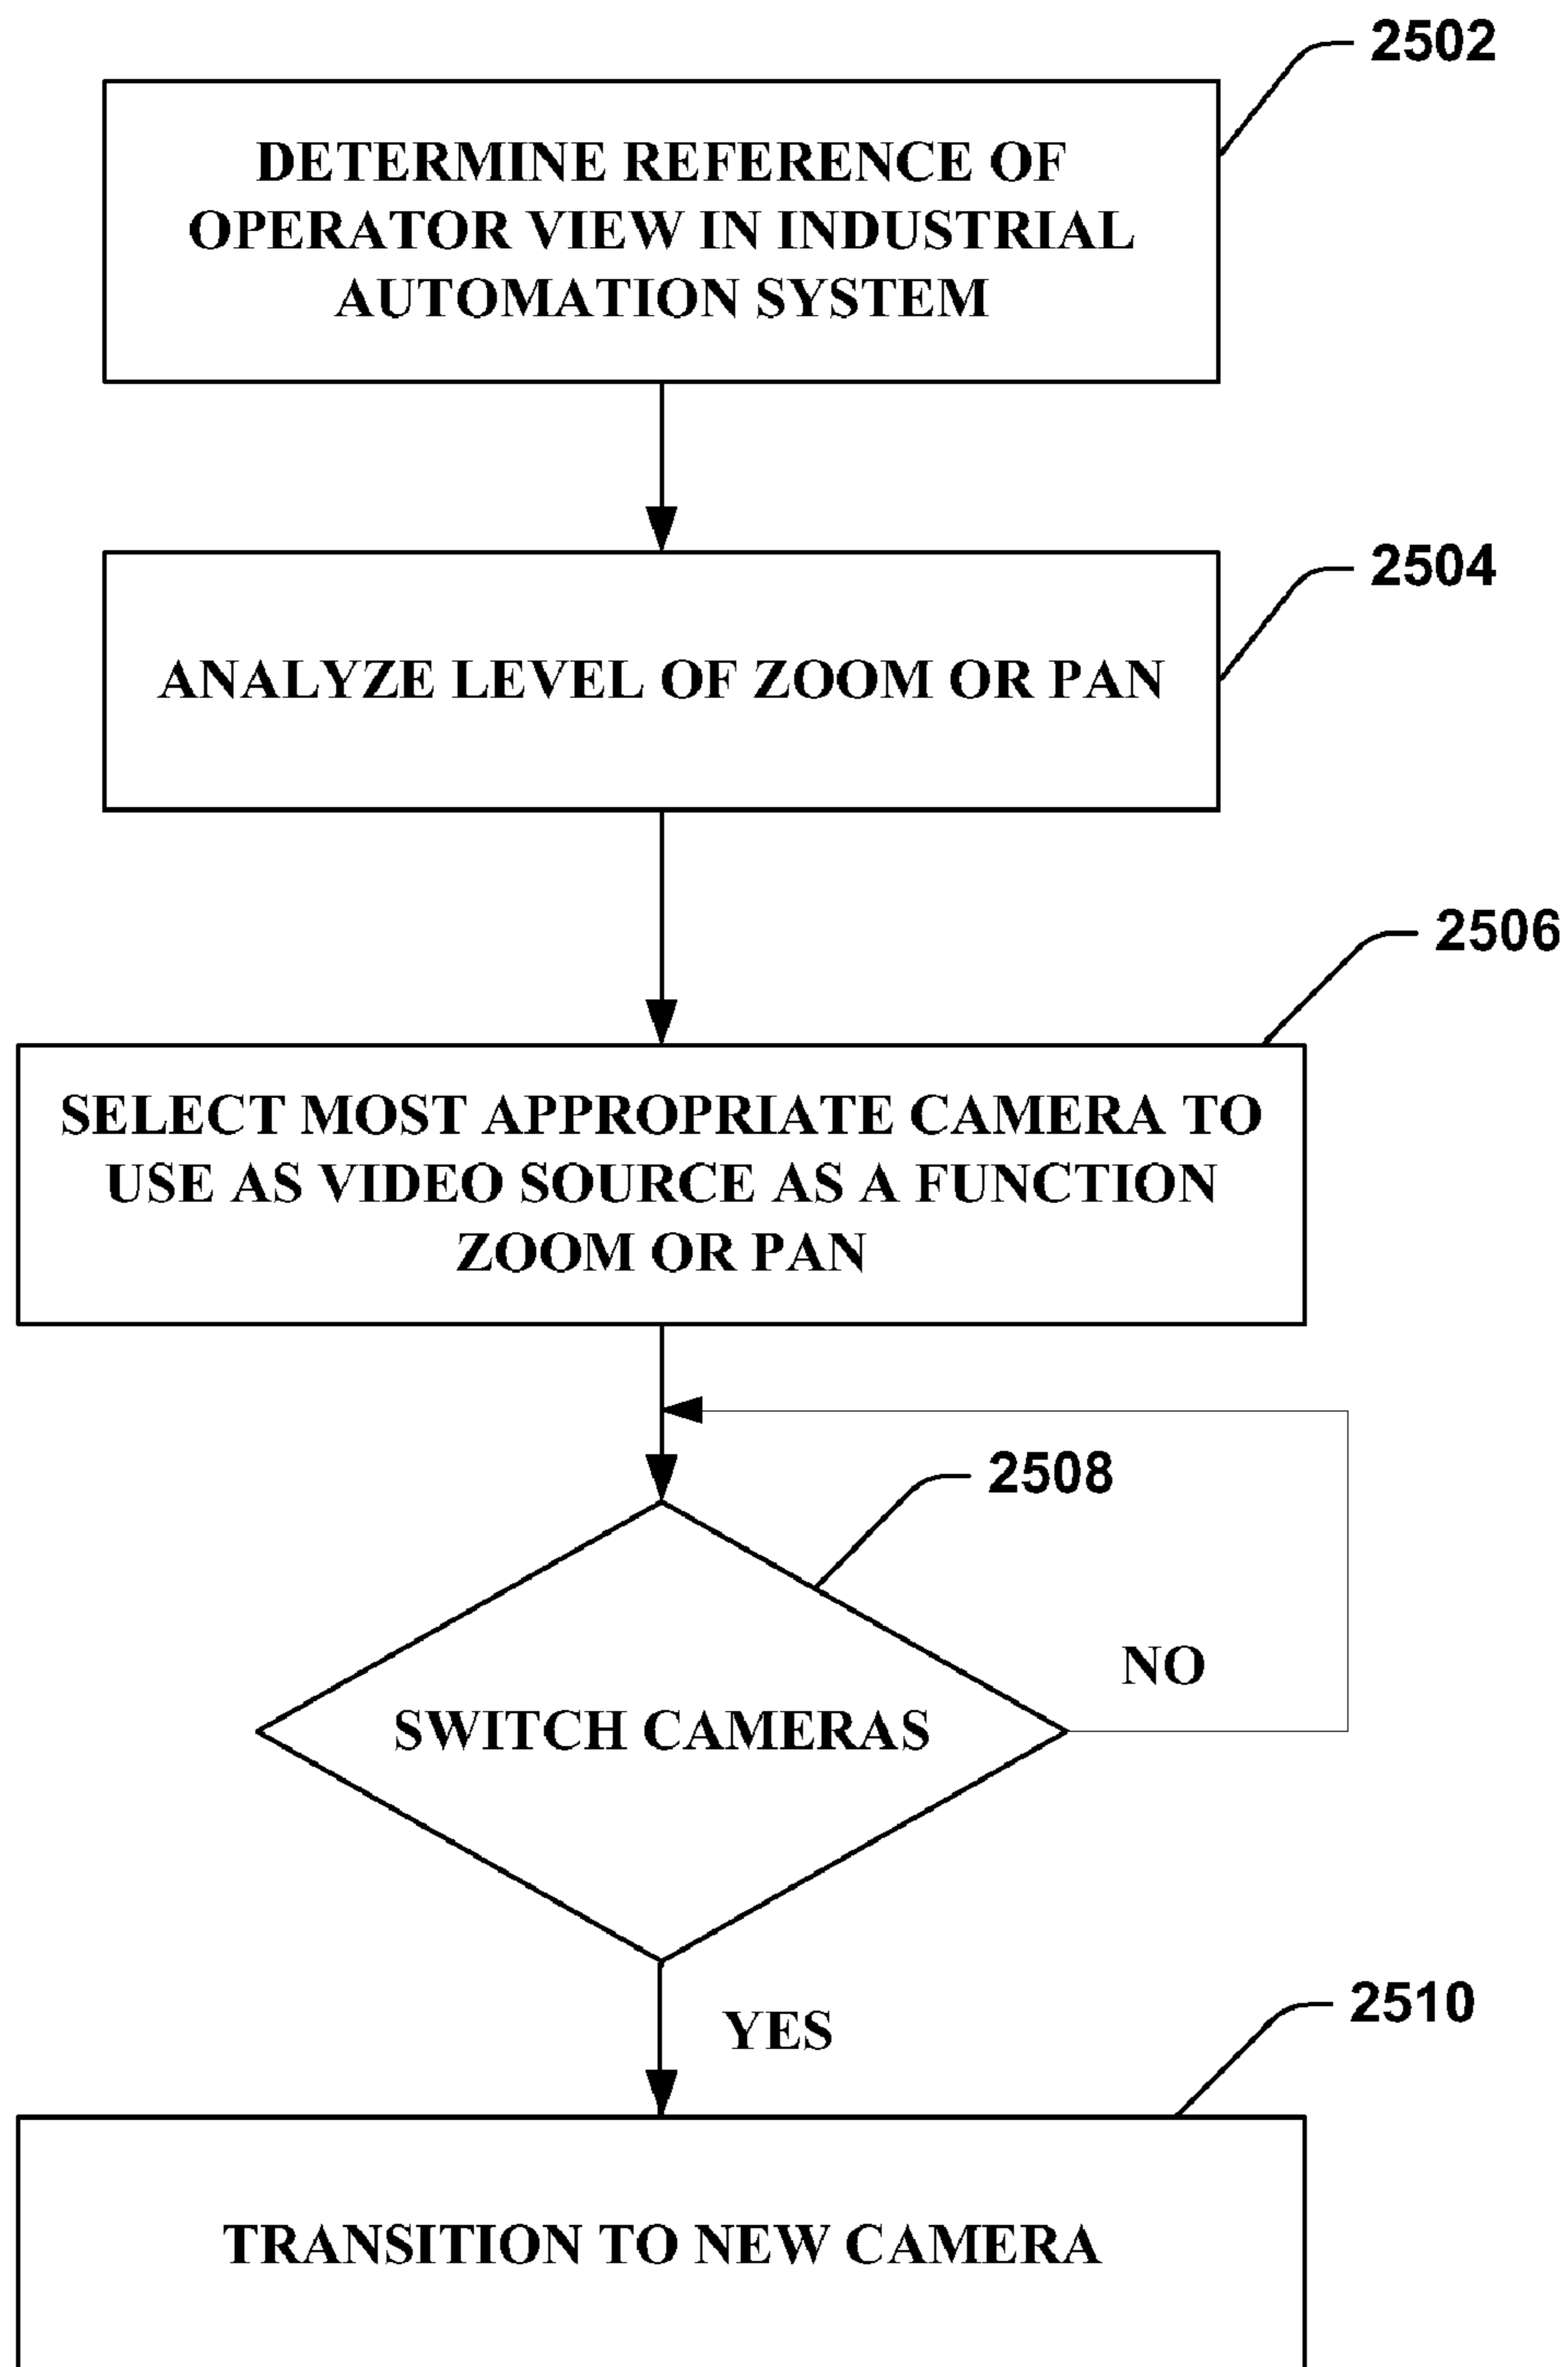 2502
DETERMINE REFERENCE OF
OPERATOR VIEW IN INDUSTRIAL
AUTOMATION SYSTEM
2504
ANALYZE LEVEL OF ZOOM OR PAN
2506
SELECT MOST APPROPRIATE CAMERA TO
USE AS VIDEO SOURCE AS A FUNCTION
ZOOM OR PAN
2508
NO
SWITCH CAMERAS
YES
2510
TRANSITION TO NEW CAMERA